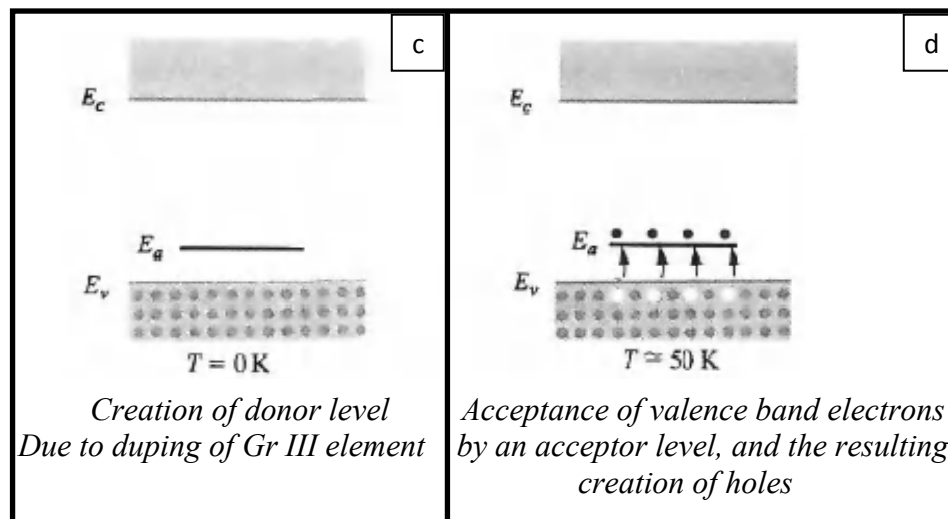 c
E_c
E_a
E_v
T = 0 K
Creation of donor level
Due to duping of Gr III element
d
E_c
E_a
E_v
T ≃ 50 K
Acceptance of valence band electrons
by an acceptor level, and the resulting
creation of holes